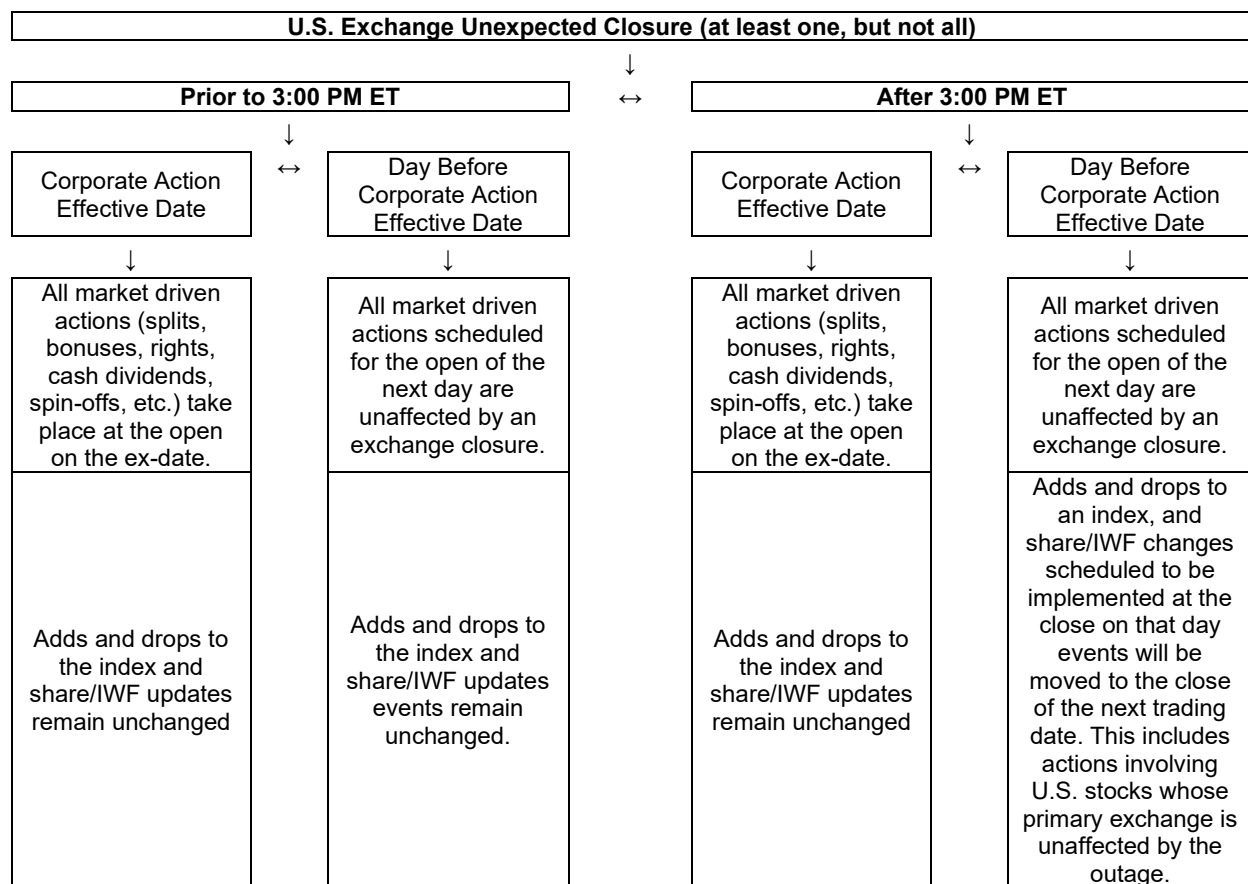 U.S. Exchange Unexpected Closure (at least one, but not all)
↓
Prior to 3:00 PM ET
↔
After 3:00 PM ET
↓
↓
Corporate Action
Effective Date
↔
Day Before
Corporate Action
Effective Date
Corporate Action
Effective Date
↔
Day Before
Corporate Action
Effective Date
↓
↓
↓
↓
All market driven
actions (splits,
bonuses, rights,
cash dividends,
spin-offs, etc.) take
place at the open
on the ex-date.
All market driven
actions scheduled
for the open of the
next day are
unaffected by an
exchange closure.
All market driven
actions (splits,
bonuses, rights,
cash dividends,
spin-offs, etc.) take
place at the open
on the ex-date.
All market driven
actions scheduled
for the open of the
next day are
unaffected by an
exchange closure.
Adds and drops to
the index and
share/IWF updates
remain unchanged
Adds and drops to
the index and
share/IWF updates
events remain
unchanged.
Adds and drops to
the index and
share/IWF updates
remain unchanged
Adds and drops to
an index, and
share/IWF changes
scheduled to be
implemented at the
close on that day
events will be
moved to the close
of the next trading
date. This includes
actions involving
U.S. stocks whose
primary exchange is
unaffected by the
outage.